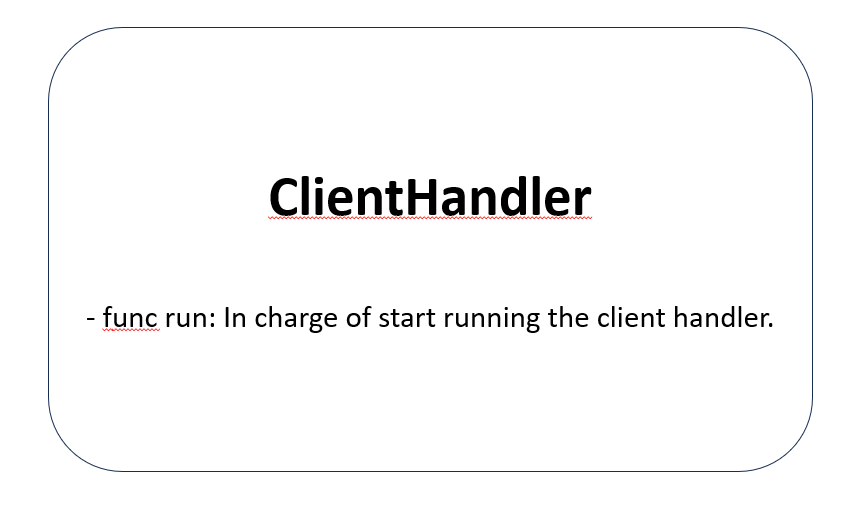 ClientHandler
- func run: In charge of start running the client handler.